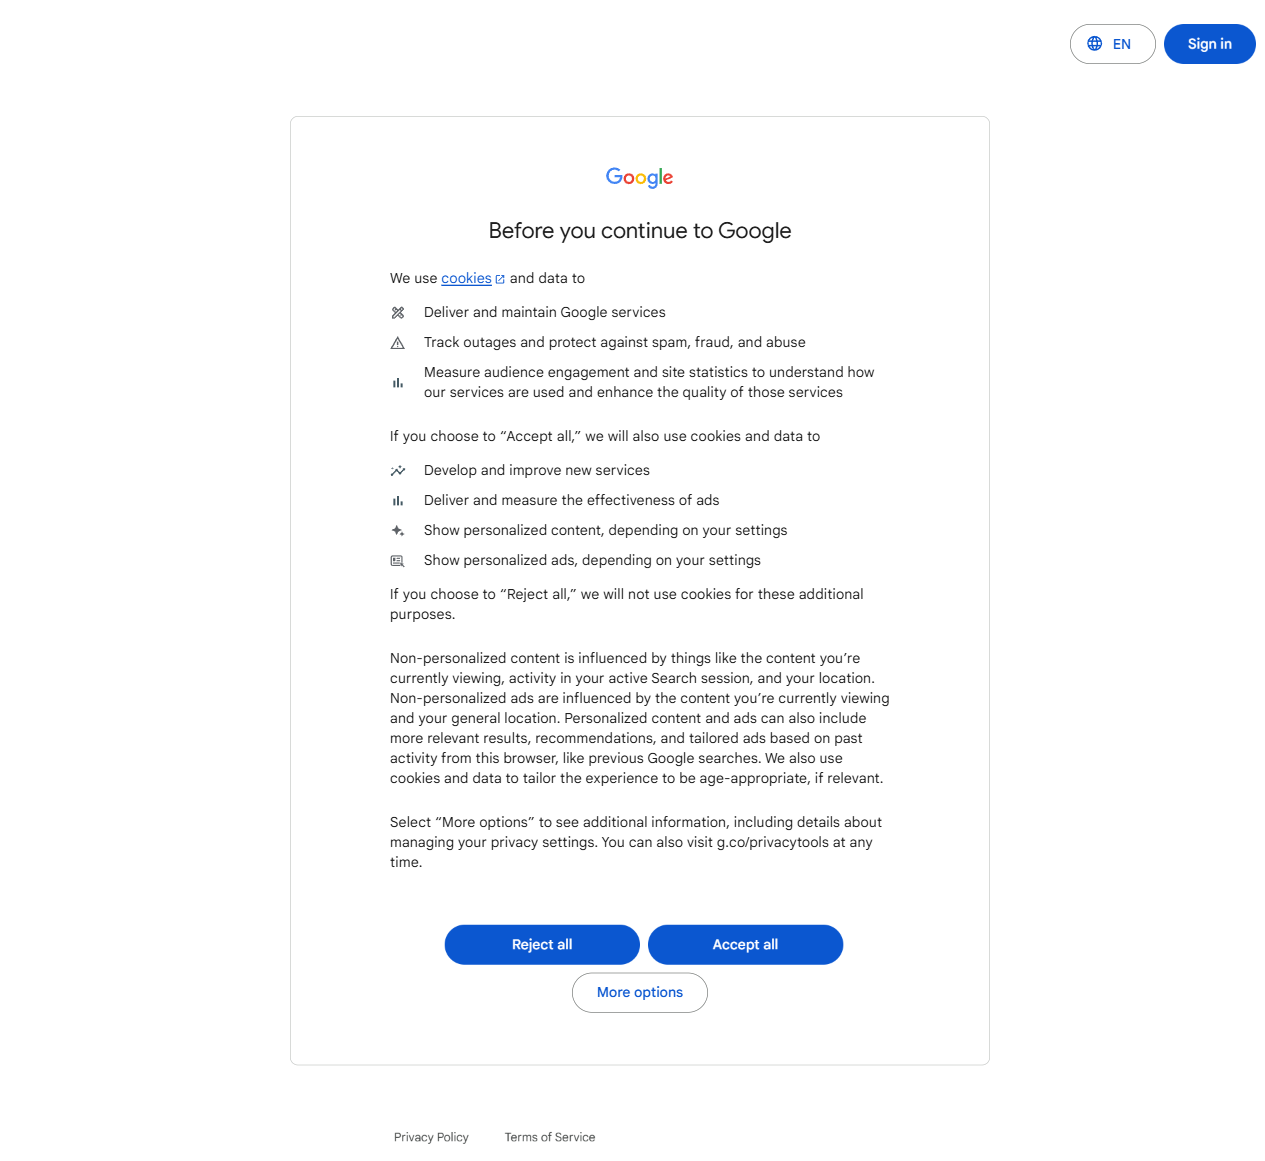 EN
Sign in
Google
Before you continue to Google
We use cookies and data to
Deliver and maintain Google services
Track outages and protect against spam, fraud, and abuse
Measure audience engagement and site statistics to understand how
our services are used and enhance the quality of those services
If you choose to “Accept all,” we will also use cookies and data to
Develop and improve new services
Deliver and measure the effectiveness of ads
Show personalized content, depending on your settings
Show personalized ads, depending on your settings
If you choose to “Reject all,” we will not use cookies for these additional
purposes.
Non-personalized content is influenced by things like the content you’re
currently viewing, activity in your active Search session, and your location.
Non-personalized ads are influenced by the content you’re currently viewing
and your general location. Personalized content and ads can also include
more relevant results, recommendations, and tailored ads based on past
activity from this browser, like previous Google searches. We also use
cookies and data to tailor the experience to be age-appropriate, if relevant.
Select “More options” to see additional information, including details about
managing your privacy settings. You can also visit g.co/privacytools at any
time.
Reject all
Accept all
More options
Privacy Policy
Terms of Service